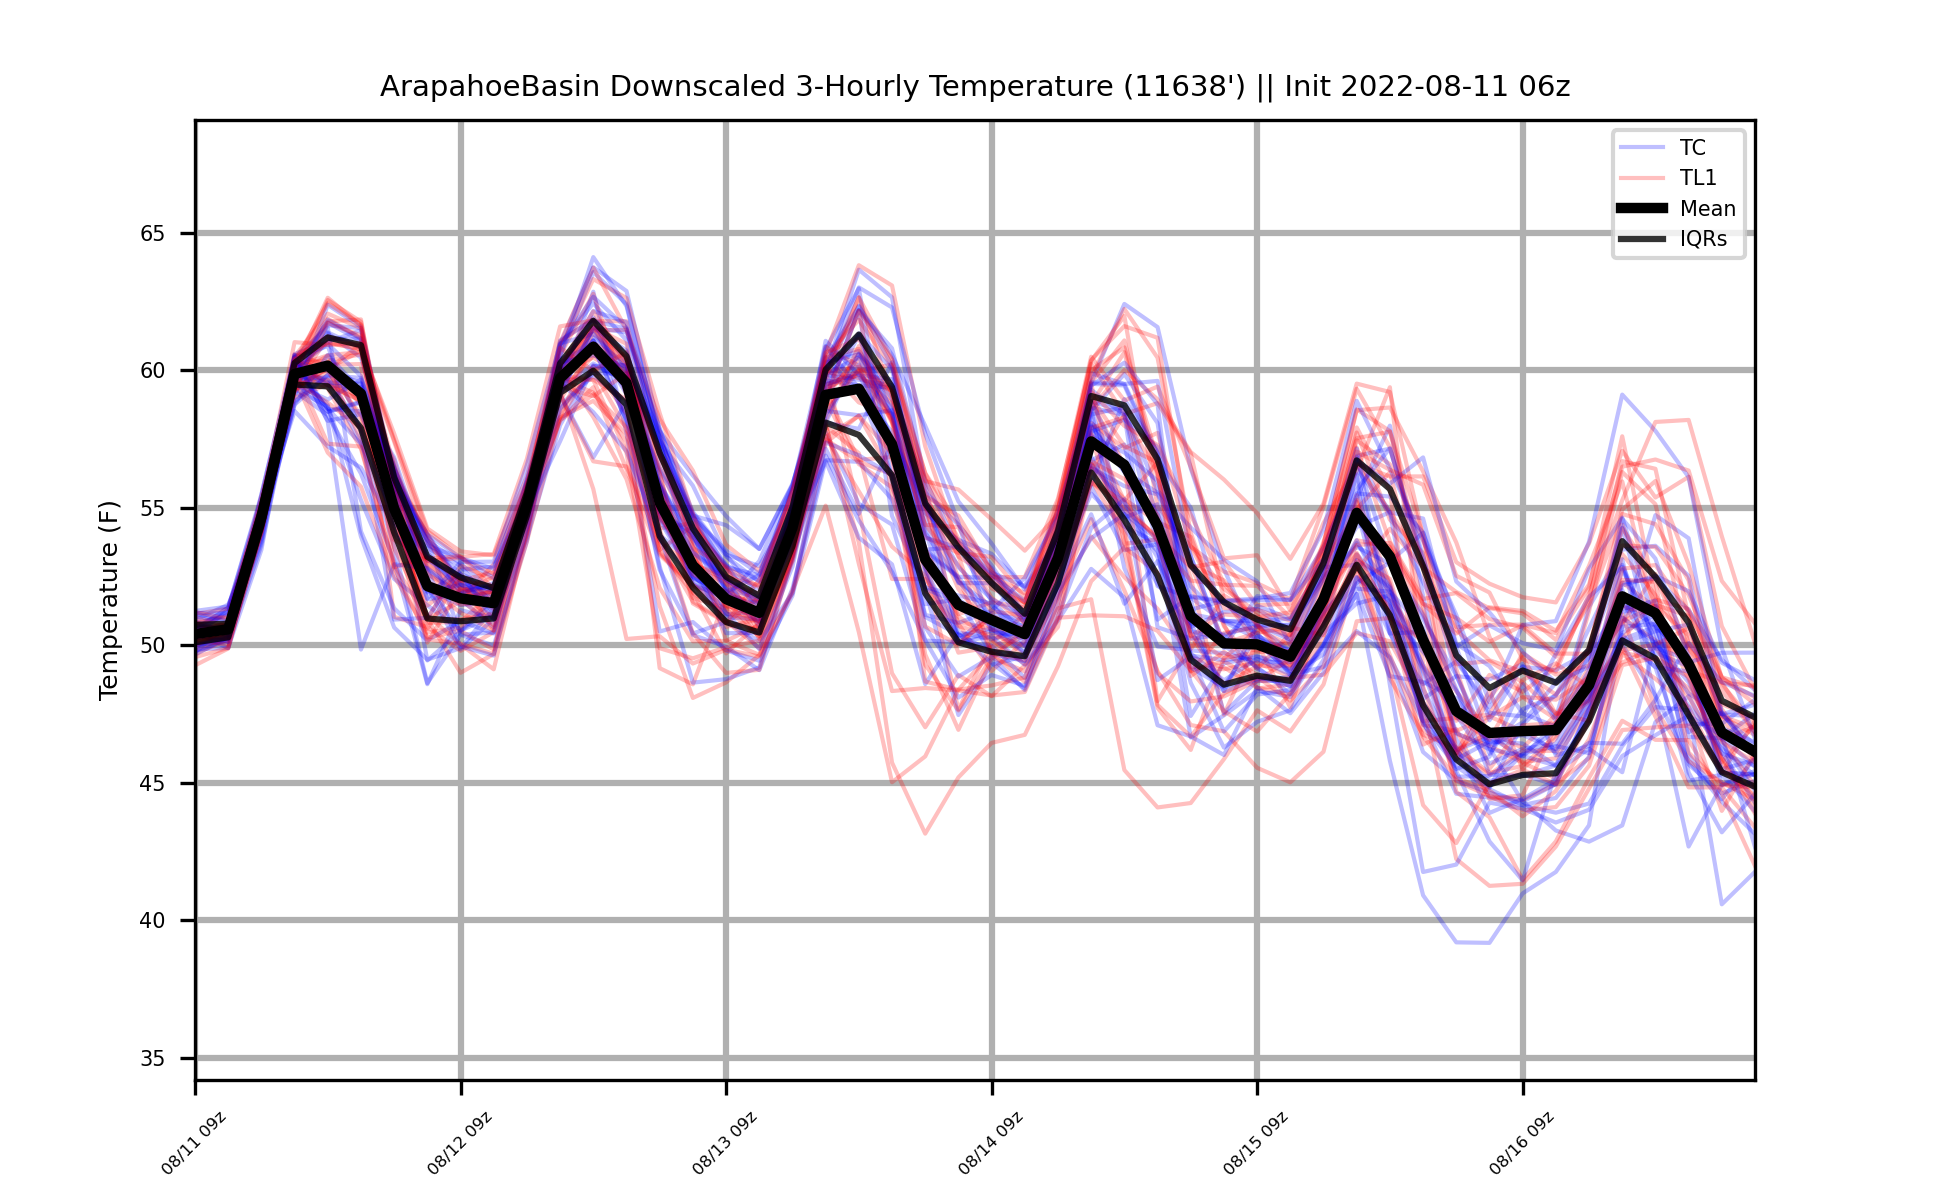 ArapahoeBasin Downscaled 3-Hourly Temperature (11638') || Init 2022-08-11 06z
TC
TL1
Mean
IQRs
Temperature (F)
65
60
55
50
45
40
35
08/11 09z
08/12 09z
08/13 09z
08/14 09z
08/15 09z
08/16 09z